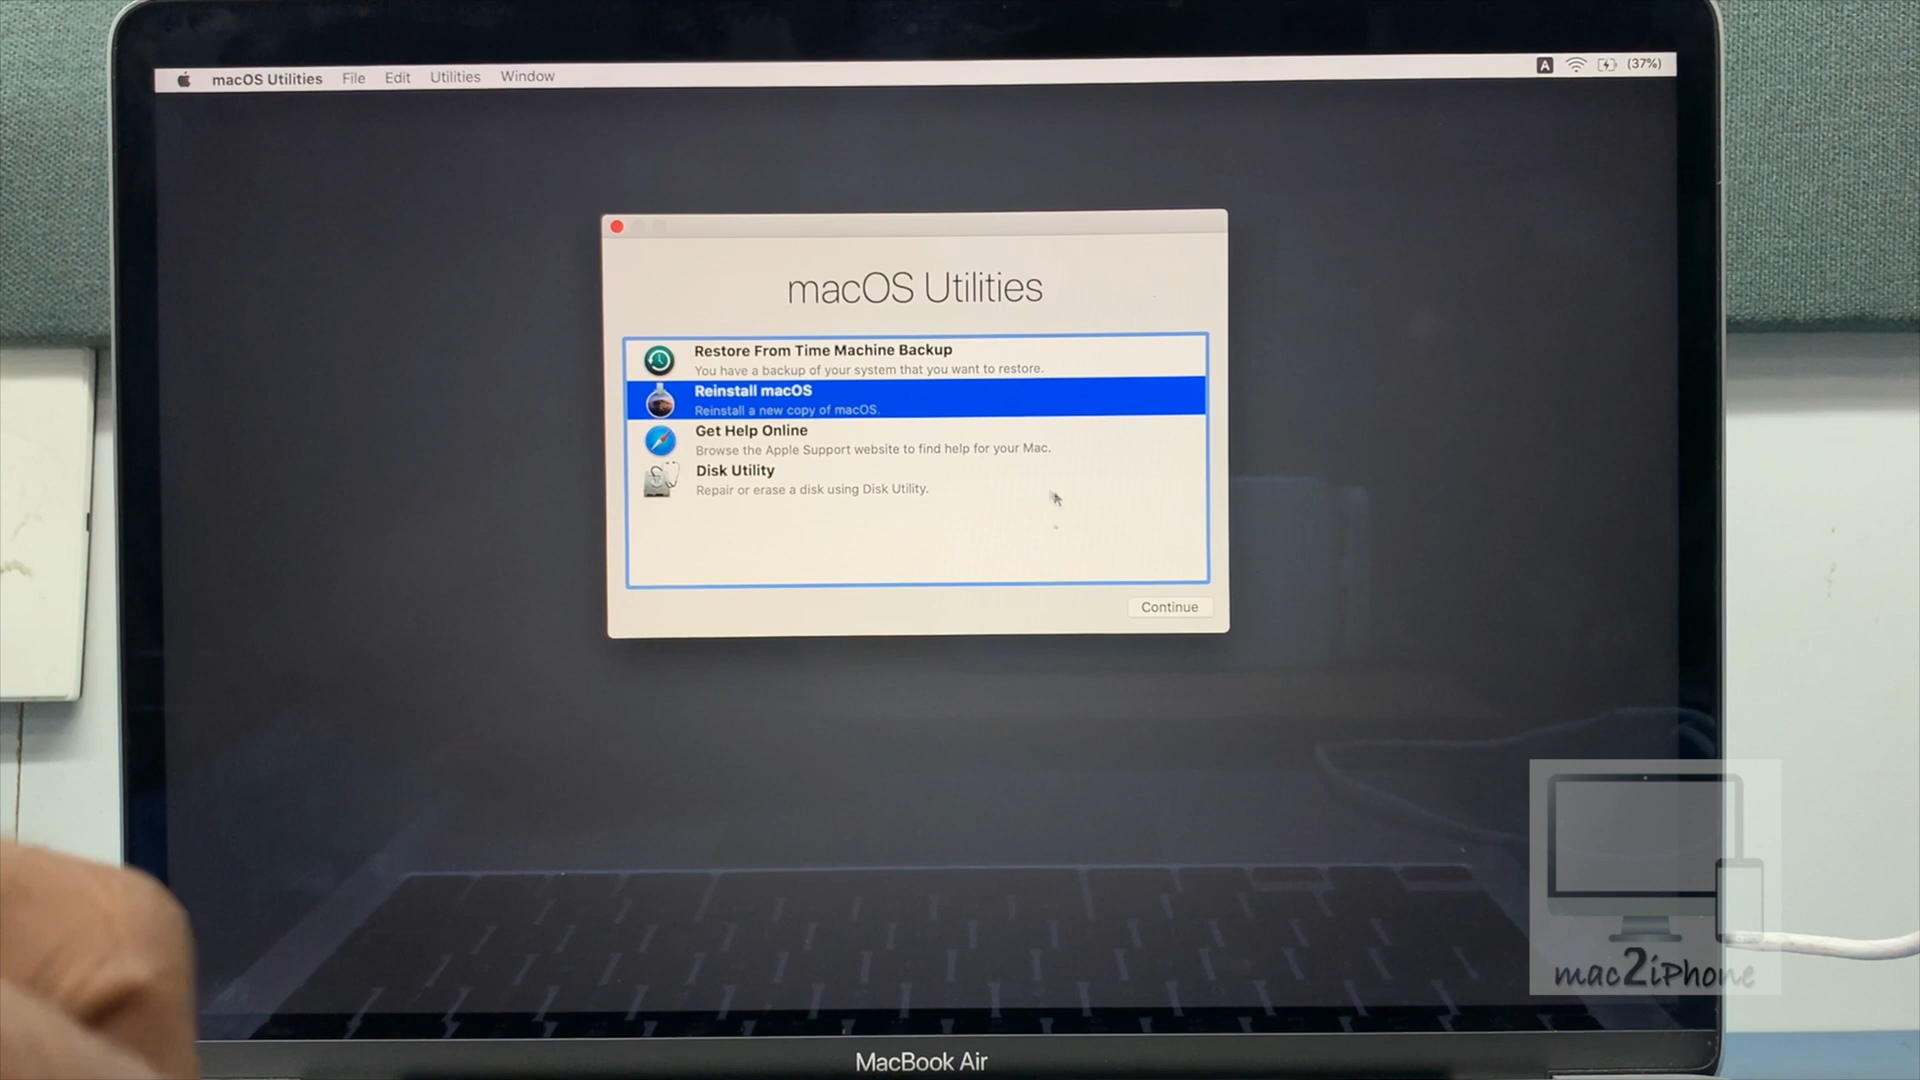 macOS Utilities File Edit Utilities Window A (37%)
macOS Utilities
Restore From Time Machine Backup
You have a backup of your system that you want to restore.
Reinstall macOS
Reinstall a new copy of macOS.
Get Help Online
Browse the Apple Support website to find help for your Mac.
Disk Utility
Repair or erase a disk using Disk Utility.
Continue
mac2iPhone
MacBook Air